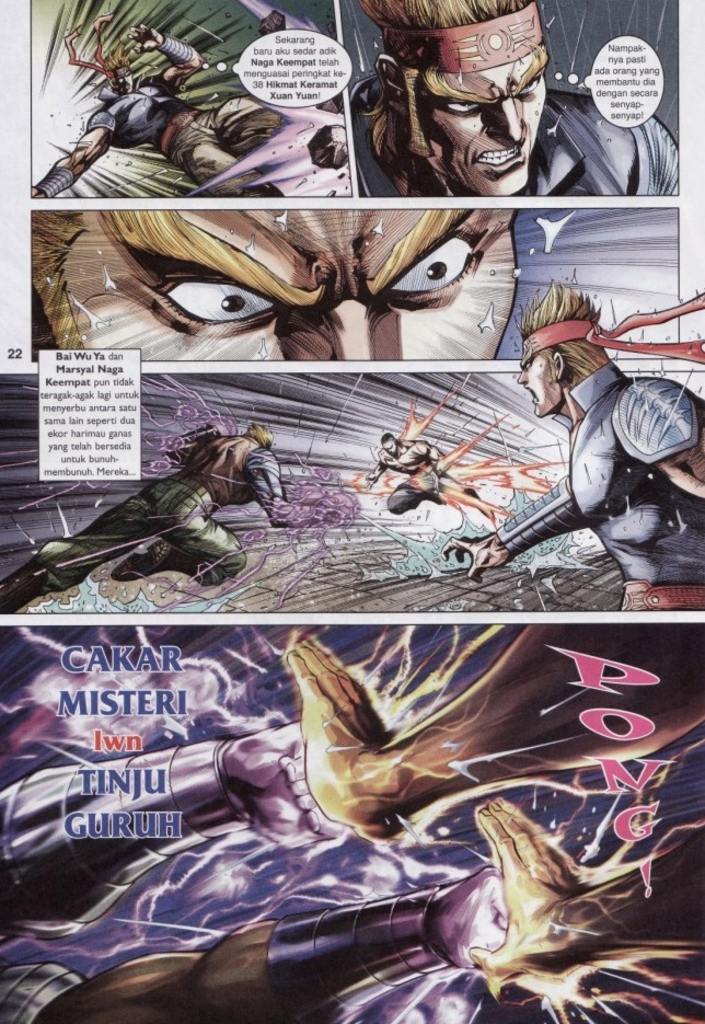 Sekarang
baru aku sedar adik
Naga Keempat telah
menguasai peringkat ke-
38 Hikmat Keramat
Xuan Yuan!
Nampak-
nya pasti
ada orang yang
membantu dia
dengan secara
senyap-
senyap!
22
Bai Wu Ya dan
Marsyal Naga
Keempat pun tidak
teragak-agak lagi untuk
menyerbu antara satu
sama lain seperti dua
ekor harimau ganas
yang telah bersedia
untuk bunuh-
membunuh. Mereka...
CAKAR
MISTERI
lwn
TINJU
GURUH
PONG!